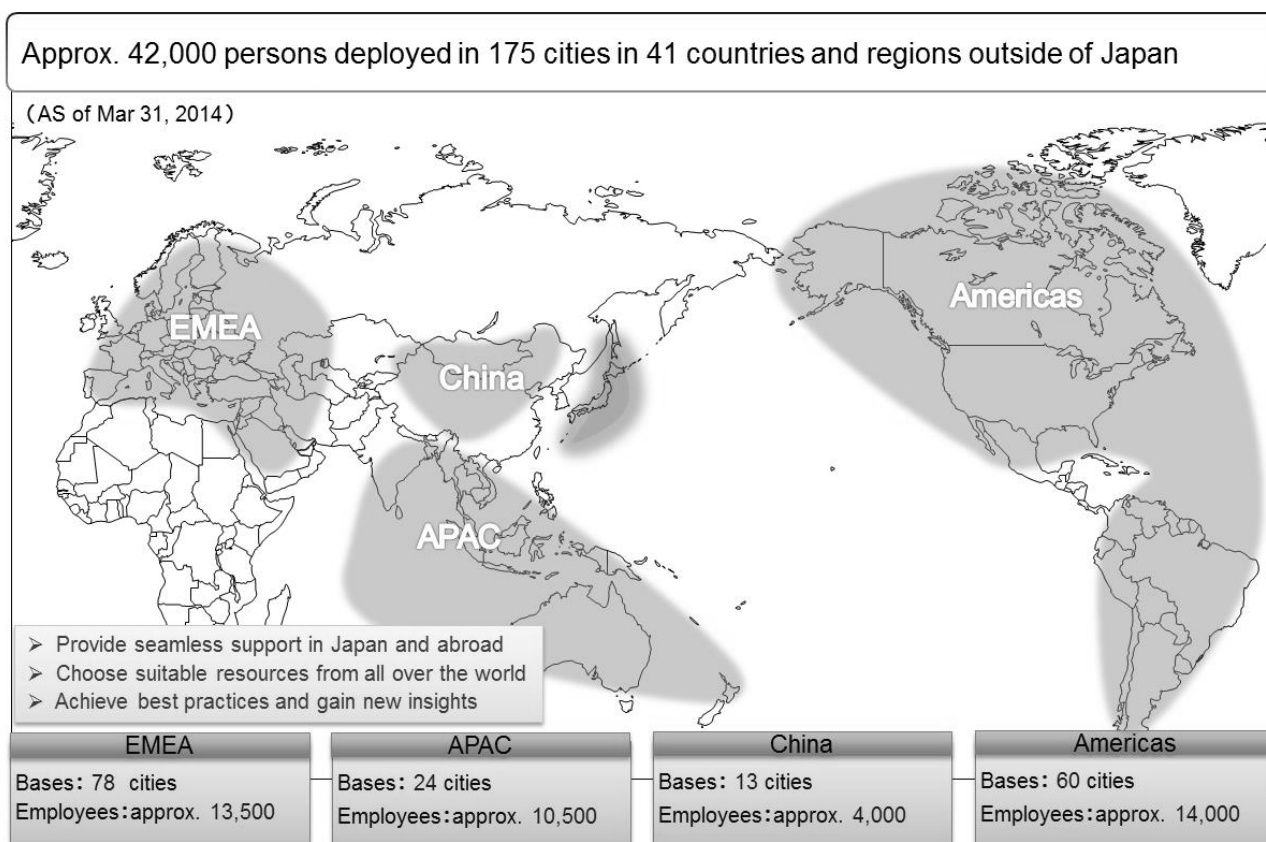 Approx. 42,000 persons deployed in 175 cities in 41 countries and regions outside of Japan
（AS of Mar 31, 2014）
EMEA
China
Americas
APAC
➢ Provide seamless support in Japan and abroad
➢ Choose suitable resources from all over the world
➢ Achieve best practices and gain new insights
EMEA
Bases：78 cities
Employees：approx. 13,500
APAC
Bases：24 cities
Employees：approx. 10,500
China
Bases：13 cities
Employees：approx. 4,000
Americas
Bases：60 cities
Employees：approx. 14,000